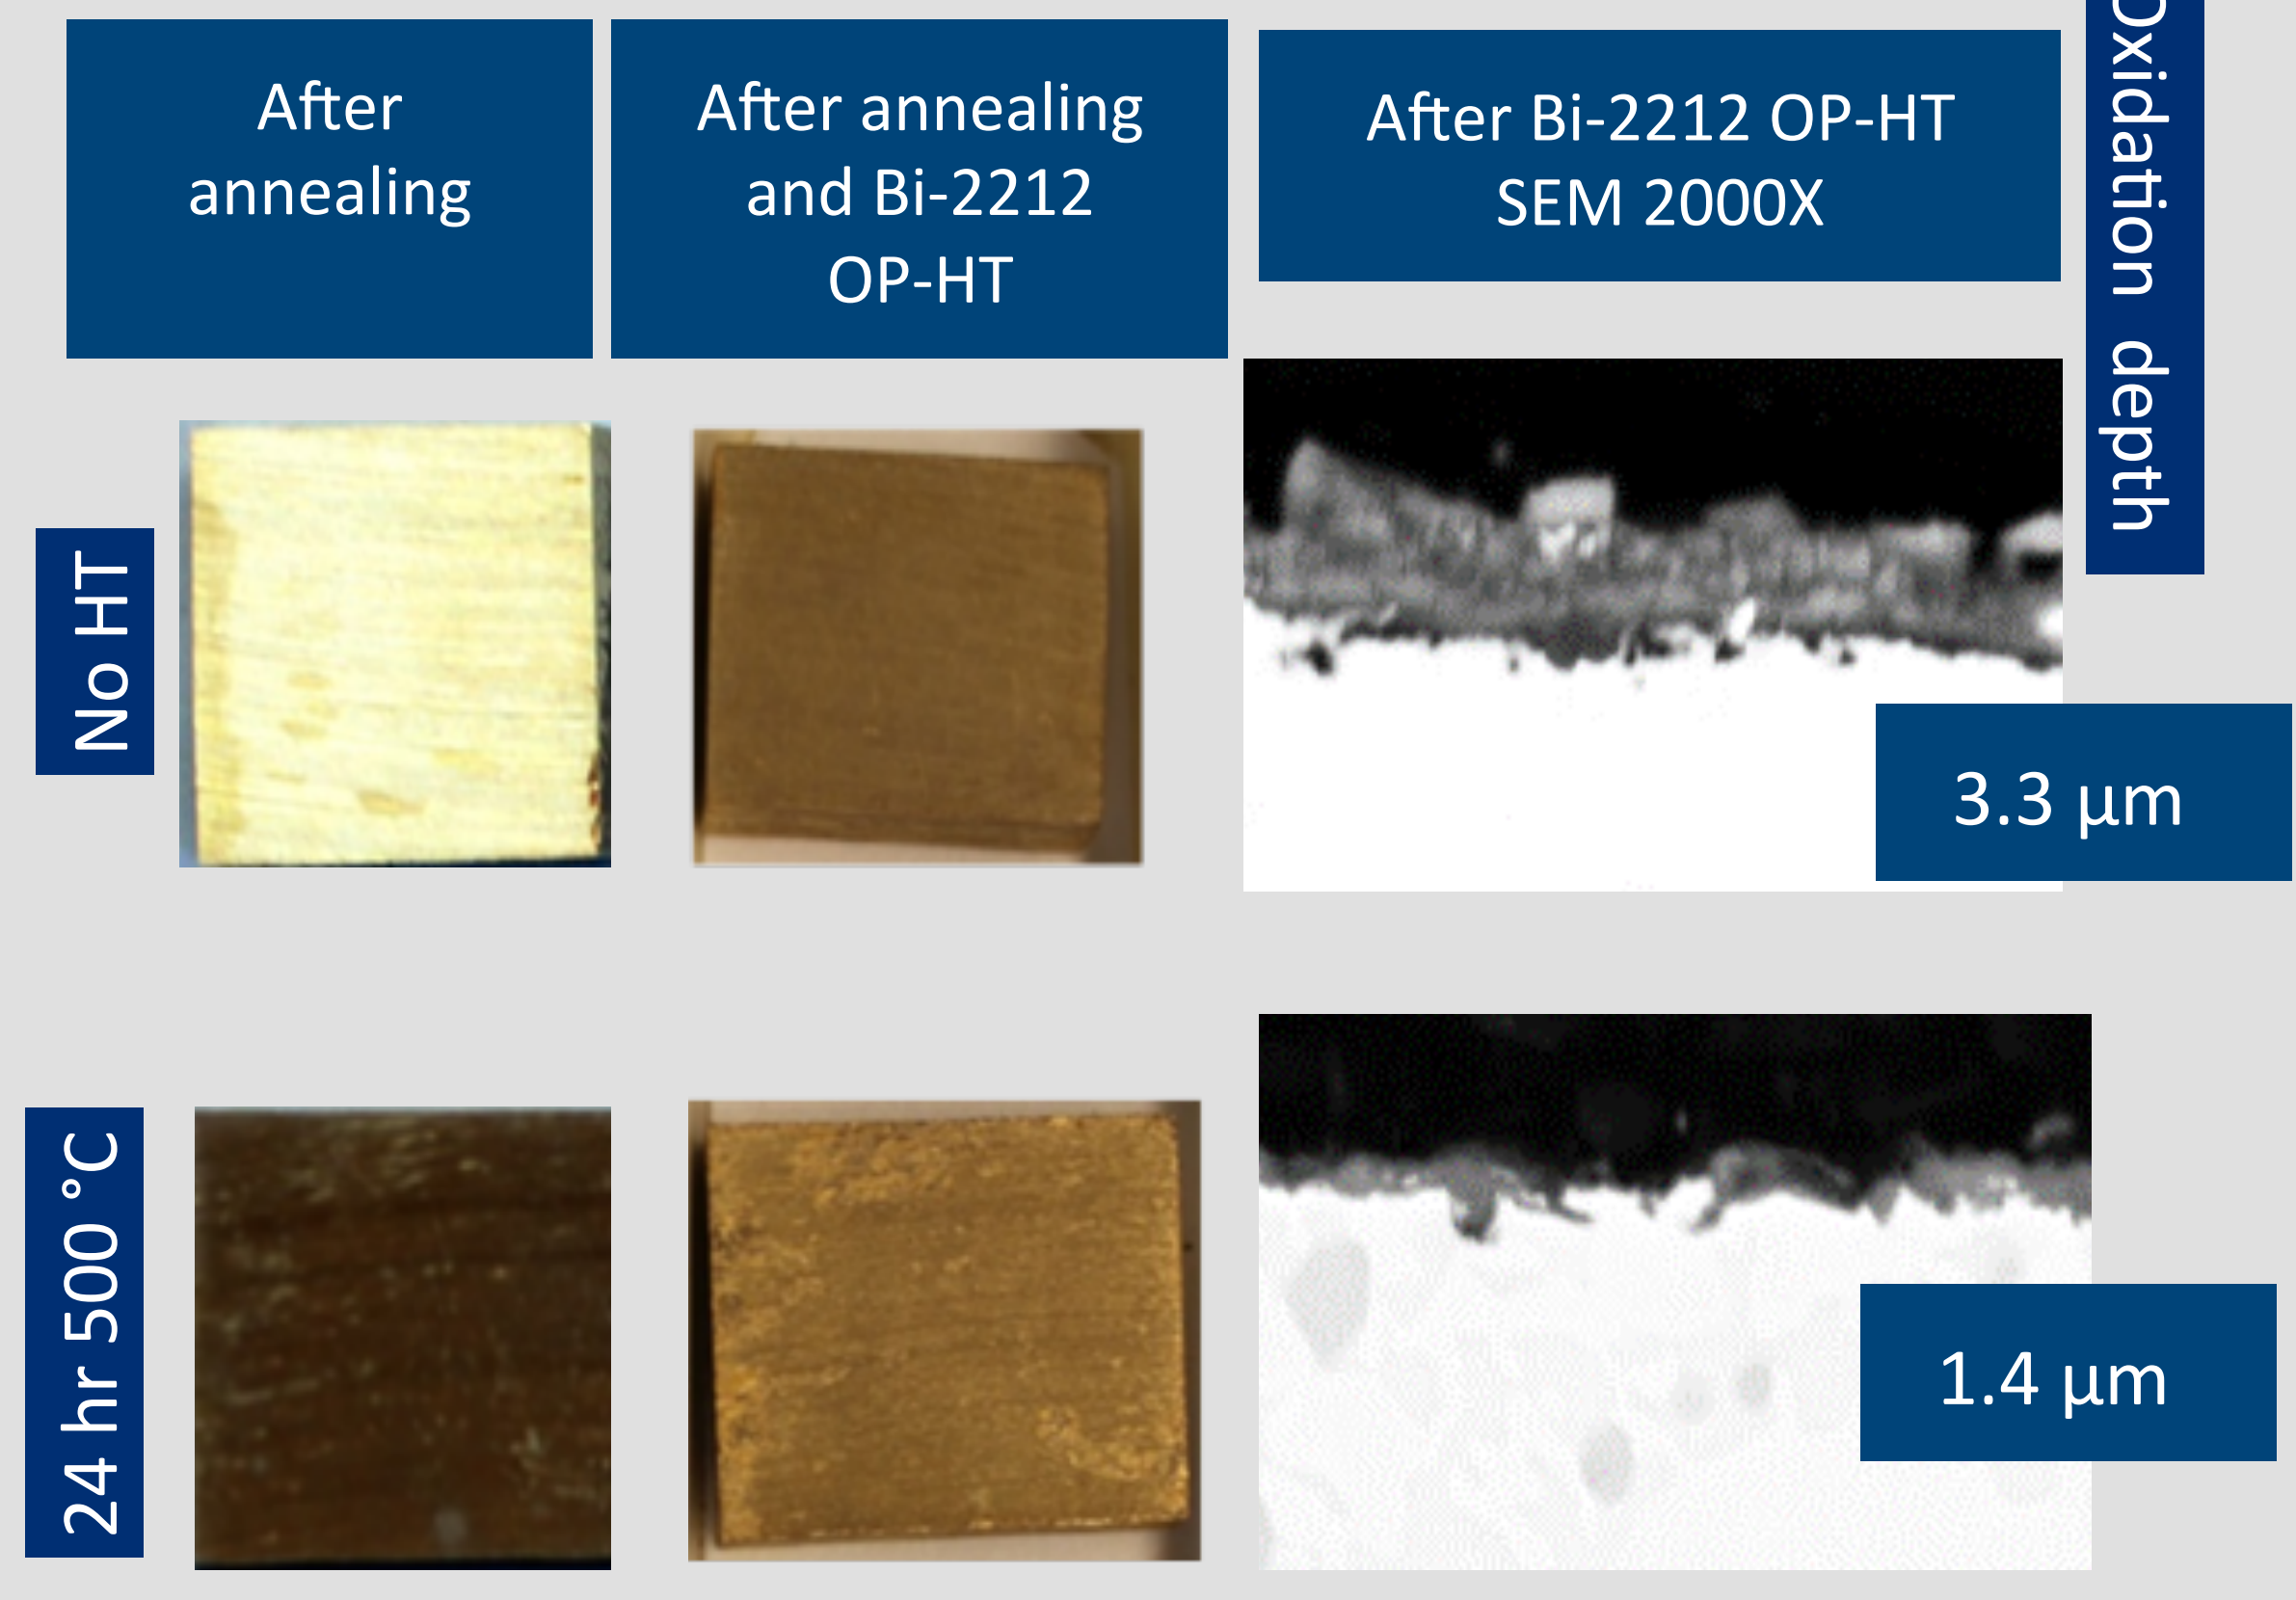 After
annealing
After annealing
and Bi-2212
OP-HT
After Bi-2212 OP-HT
SEM 2000X
Oxidation depth
No HT
3.3 µm
24 hr 500 °C
1.4 µm